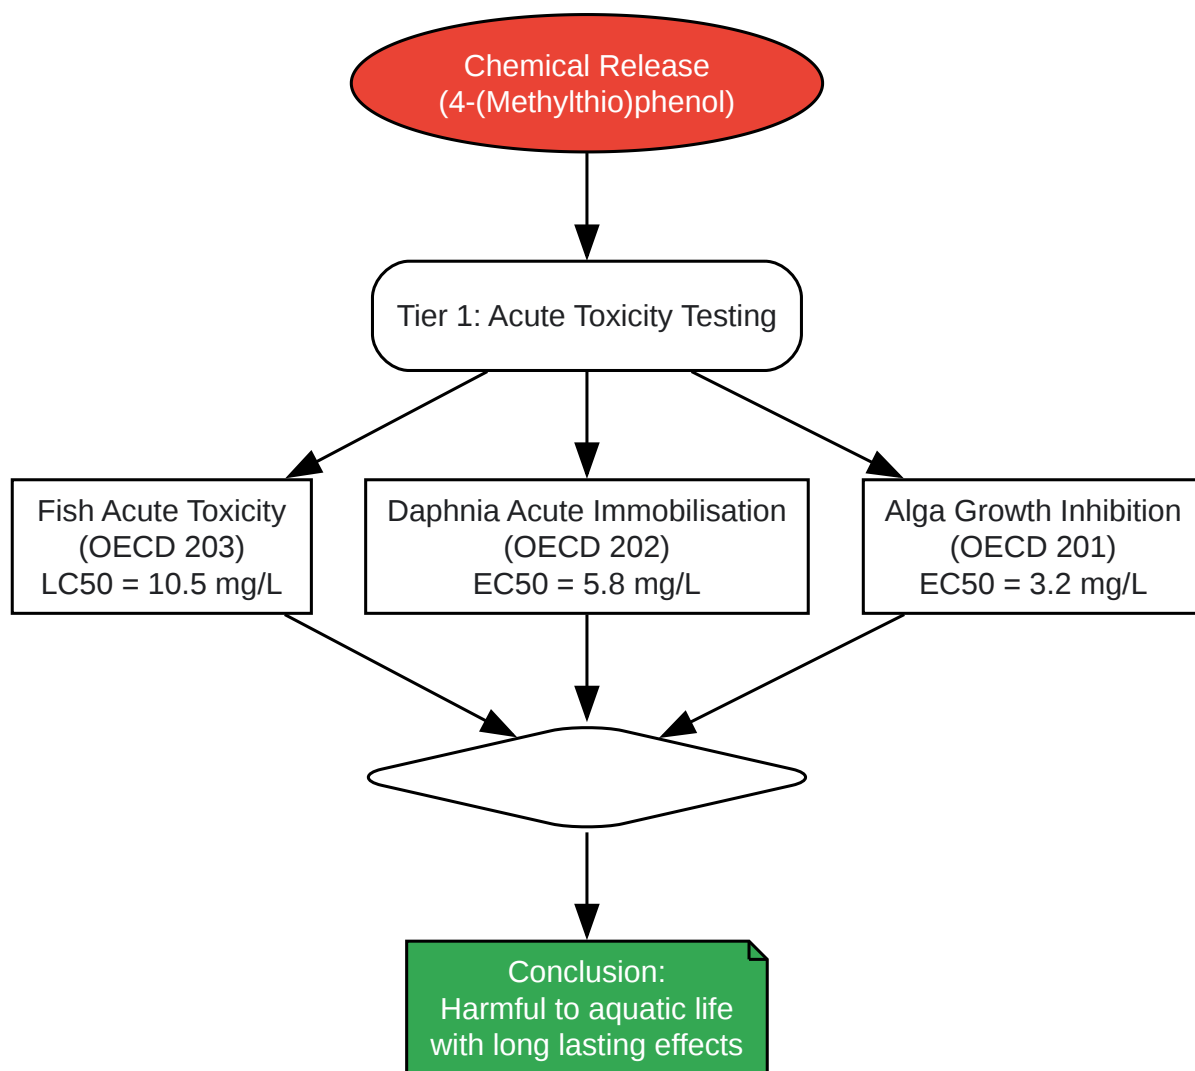 Chemical Release
(4-(Methylthio)phenol)
Tier 1: Acute Toxicity Testing
Fish Acute Toxicity
(OECD 203)
LC50 = 10.5 mg/L
Daphnia Acute Immobilisation
(OECD 202)
EC50 = 5.8 mg/L
Alga Growth Inhibition
(OECD 201)
EC50 = 3.2 mg/L
Conclusion:
Harmful to aquatic life
with long lasting effects